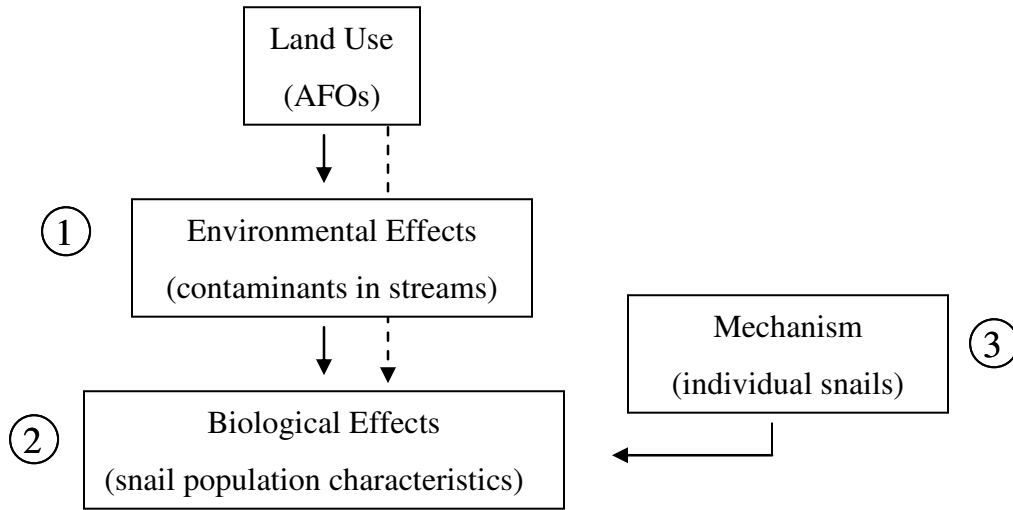 Land Use
(AFOs)
1
Environmental Effects
(contaminants in streams)
Mechanism
(individual snails)
3
2
Biological Effects
(snail population characteristics)